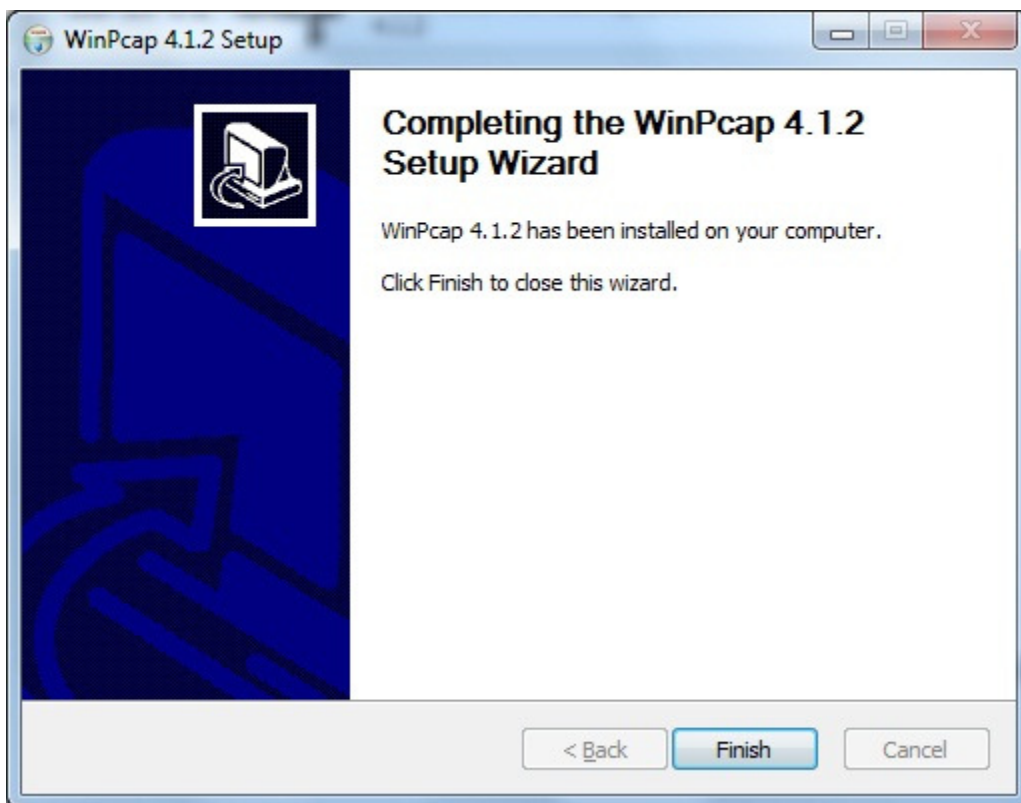 WinPcap 4.1.2 Setup
Completing the WinPcap 4.1.2
Setup Wizard
WinPcap 4.1.2 has been installed on your computer.
Click Finish to close this wizard.
< Back
Finish
Cancel